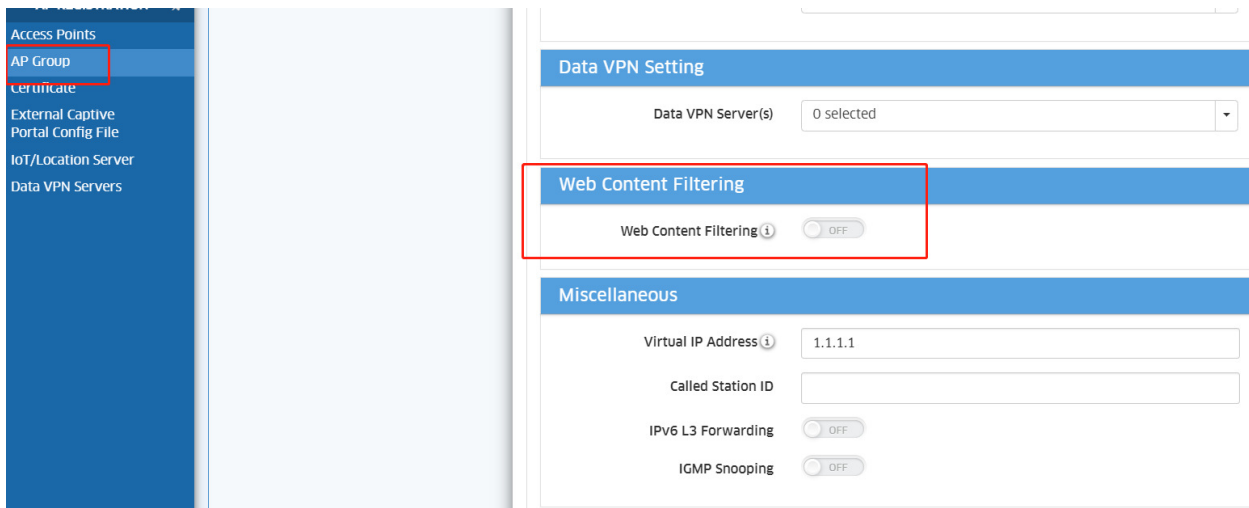 Access Points
AP Group
Certificate
External Captive
Portal Config File
IoT/Location Server
Data VPN Servers
Data VPN Setting
Data VPN Server(s)
0 selected
Web Content Filtering
Web Content Filtering
OFF
Miscellaneous
Virtual IP Address
1.1.1.1
Called Station ID
IPv6 L3 Forwarding
OFF
IGMP Snooping
OFF